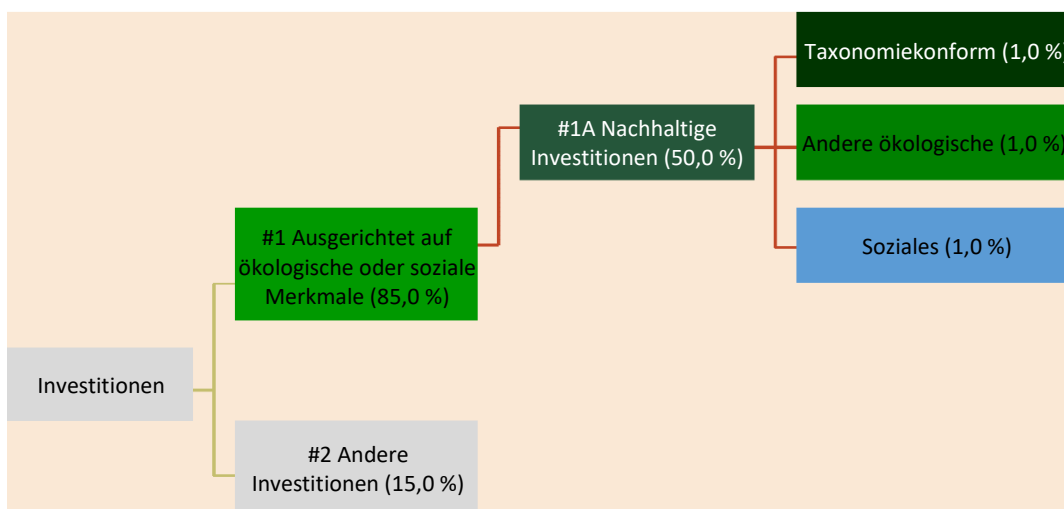 Taxonomiekonform (1,0 %)
#1A Nachhaltige
Investitionen (50,0 %)
Andere ökologische (1,0 %)
#1 Ausgerichtet auf
ökologische oder soziale
Merkmale (85,0 %)
Soziales (1,0 %)
Investitionen
#2 Andere
Investitionen (15,0 %)